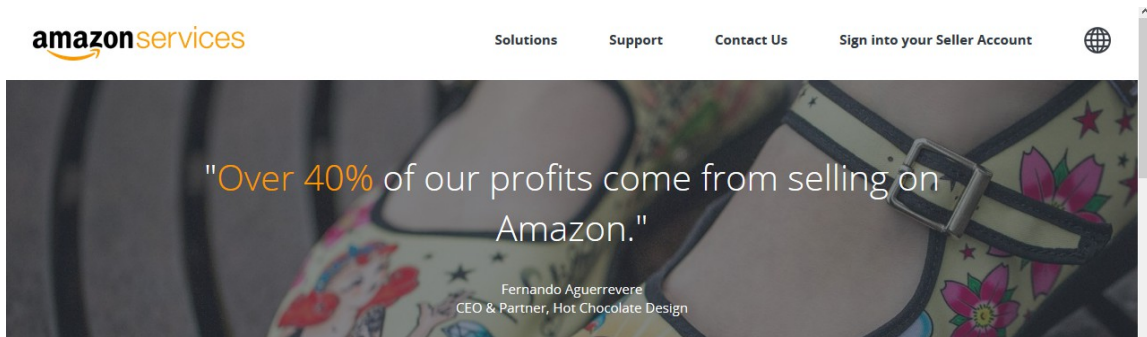 amazonservices
Solutions Support Contact Us Sign into your Seller Account
"Over 40% of our profits come from selling on
Amazon."
Fernando Aguerrevere
CEO & Partner, Hot Chocolate Design